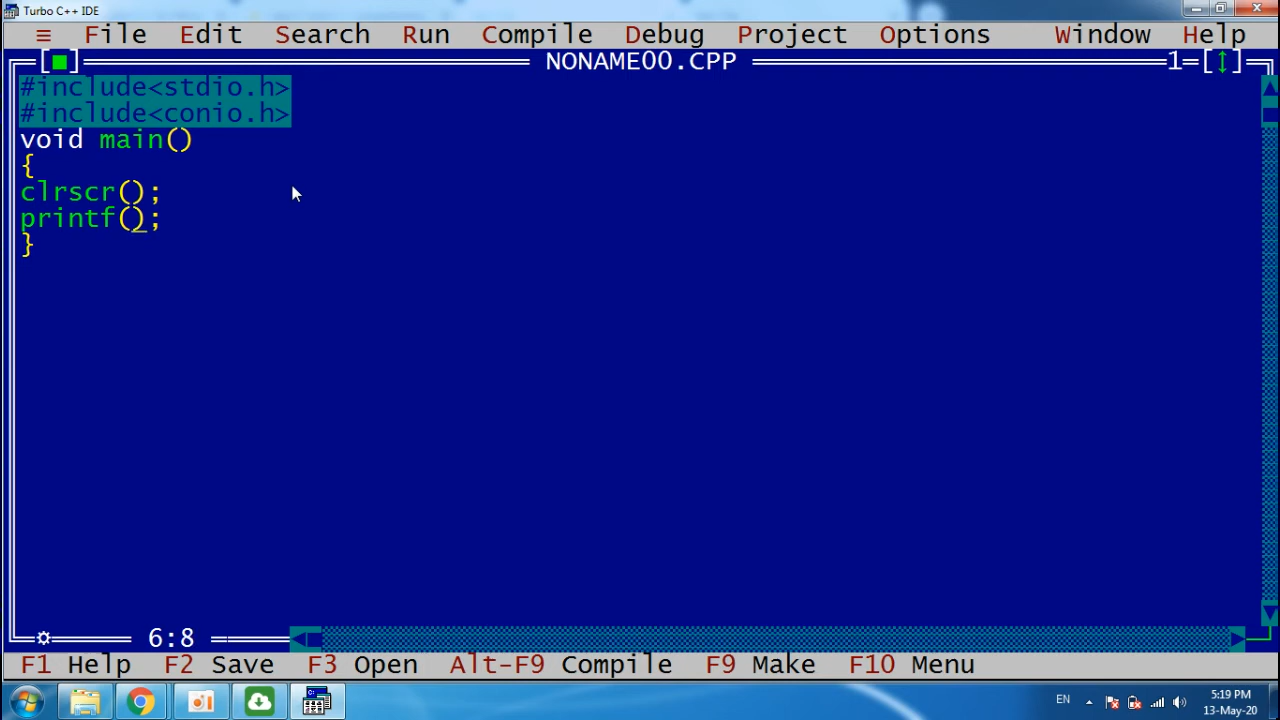 Turbo C++ IDE
≡ File Edit Search Run Compile Debug Project Options Window Help
[■] NONAME00.CPP 1=[↕]
#include<stdio.h>
#include<conio.h>
void main()
{
clrscr();
printf();
}
6:8
F1 Help F2 Save F3 Open Alt-F9 Compile F9 Make F10 Menu
EN 5:19 PM
13-May-20